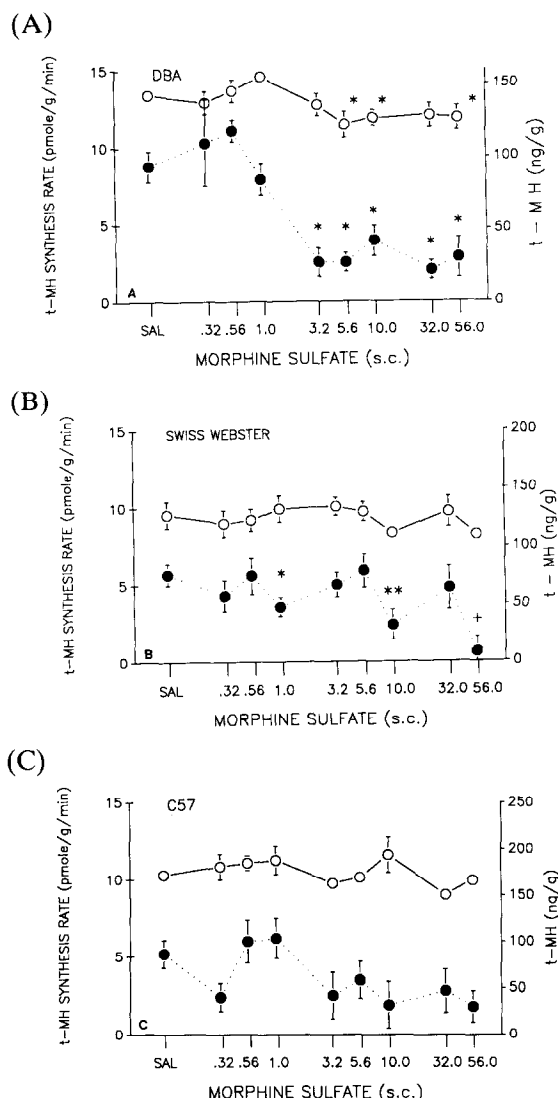 (A)
DBA
t-MH SYNTHESIS RATE (pmole/g/min)
15
10
5
0
150
100
50
0
t - M H (ng/g)
* *
*
* *
*
*
*
A
SAL .32 .56 1.0 3.2 5.6 10.0 32.0 56.0
MORPHINE SULFATE (s.c.)
(B)
SWISS WEBSTER
t-MH SYNTHESIS RATE (pmole/g/min)
15
10
5
0
200
150
100
50
0
t - MH (ng/g)
*
**
+
B
SAL .32 .56 1.0 3.2 5.6 10.0 32.0 56.0
MORPHINE SULFATE (s.c.)
(C)
C57
t-MH SYNTHESIS RATE (pmole/g/min)
15
10
5
0
250
200
150
100
50
0
t-MH (ng/g)
C
SAL .32 .56 1.0 3.2 5.6 10.0 32.0 56.0
MORPHINE SULFATE (s.c.)